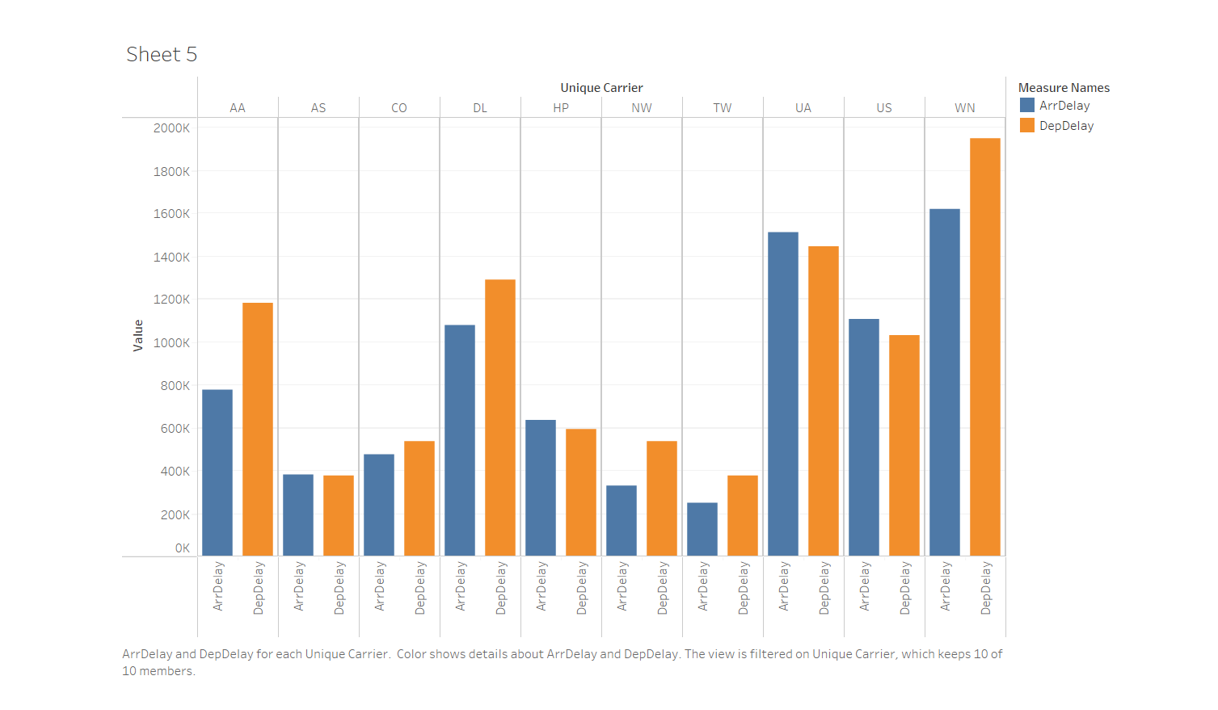 Sheet 5
Unique Carrier
AA AS CO DL HP NW TW UA US WN
Measure Names
ArrDelay
DepDelay
2000K
1800K
1600K
1400K
1200K
1000K
800K
600K
400K
200K
0K
Value
ArrDelay DepDelay ArrDelay DepDelay ArrDelay DepDelay ArrDelay DepDelay ArrDelay DepDelay ArrDelay DepDelay ArrDelay DepDelay ArrDelay DepDelay ArrDelay DepDelay ArrDelay DepDelay
ArrDelay and DepDelay for each Unique Carrier.  Color shows details about ArrDelay and DepDelay. The view is filtered on Unique Carrier, which keeps 10 of
10 members.